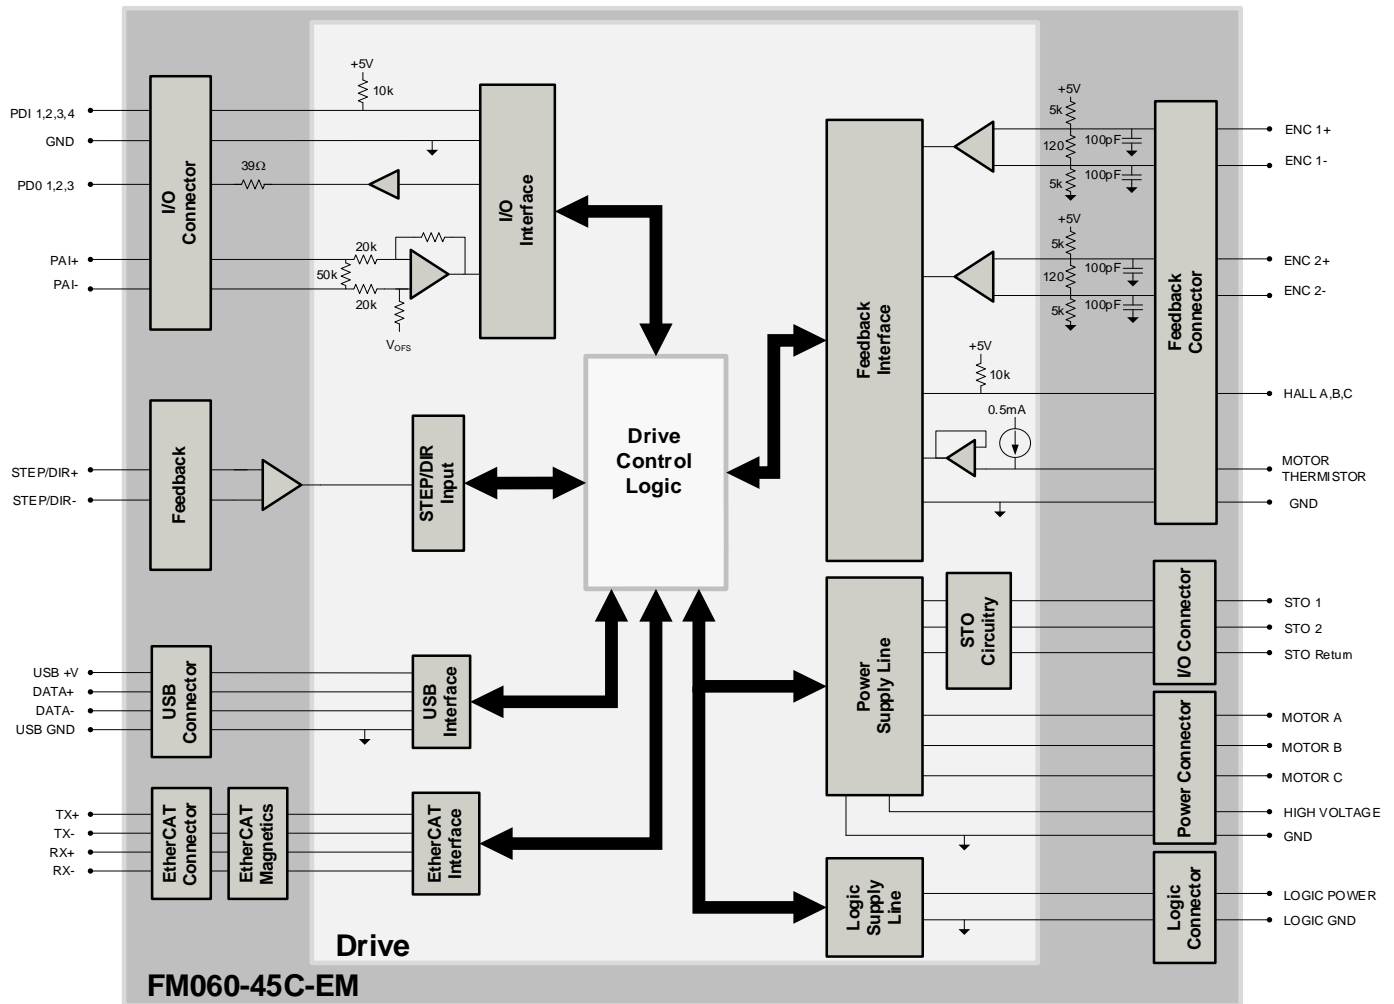 +5V
10k
PDI 1,2,3,4
GND
39Ω
PD0 1,2,3
PAI+
PAI-
20k
50k
20k
VOFS
I/O
Connector
I/O
Interface
STEP/DIR+
STEP/DIR-
Feedback
STEP/DIR
Input
Drive
Control
Logic
USB +V
DATA+
DATA-
USB GND
USB
Connector
USB
Interface
TX+
TX-
RX+
RX-
EtherCAT
Connector
EtherCAT
Magnetics
EtherCAT
Interface
Feedback
Interface
+5V
5k
120
5k
100pF
100pF
ENC 1+
ENC 1-
+5V
5k
120
5k
100pF
100pF
ENC 2+
ENC 2-
+5V
10k
HALL A,B,C
0.5mA
MOTOR
THERMISTOR
GND
Feedback
Connector
Power
Supply Line
STO
Circuitry
I/O Connector
STO 1
STO 2
STO Return
Power Connector
MOTOR A
MOTOR B
MOTOR C
HIGH VOLTAGE
GND
Logic
Supply
Line
Logic
Connector
LOGIC POWER
LOGIC GND
Drive
FM060-45C-EM